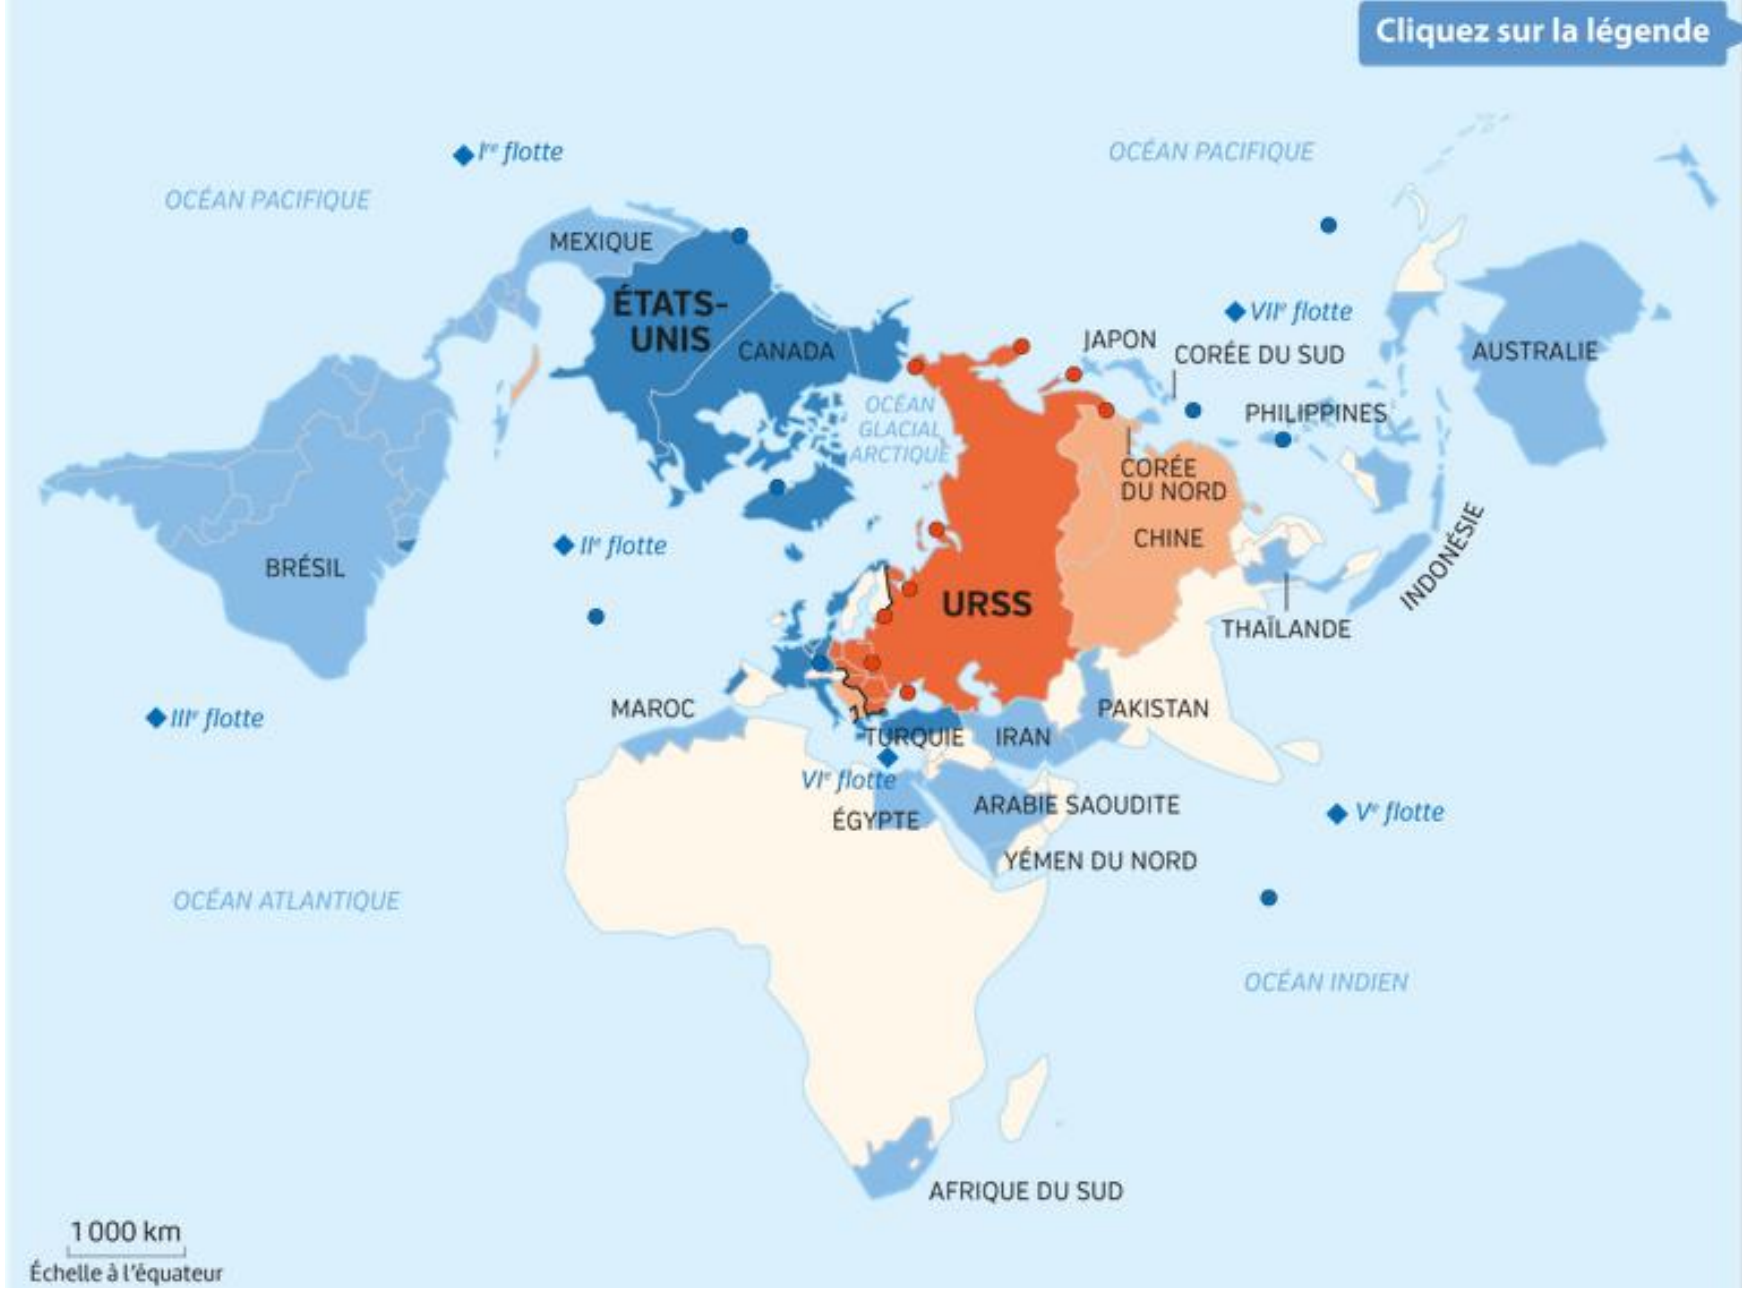 Cliquez sur la légende
Iʳᵉ flotte
OCÉAN PACIFIQUE
OCÉAN PACIFIQUE
MEXIQUE
ÉTATS-
UNIS
CANADA
VIIᵉ flotte
JAPON
CORÉE DU SUD
AUSTRALIE
OCÉAN
GLACIAL
ARCTIQUE
PHILIPPINES
CORÉE
DU NORD
CHINE
IIᵉ flotte
BRÉSIL
INDONÉSIE
URSS
THAÏLANDE
MAROC
PAKISTAN
IIIᵉ flotte
TURQUIE
IRAN
VIᵉ flotte
ÉGYPTE
ARABIE SAOUDITE
Vᵉ flotte
YÉMEN DU NORD
OCÉAN ATLANTIQUE
OCÉAN INDIEN
AFRIQUE DU SUD
1 000 km
Échelle à l'équateur